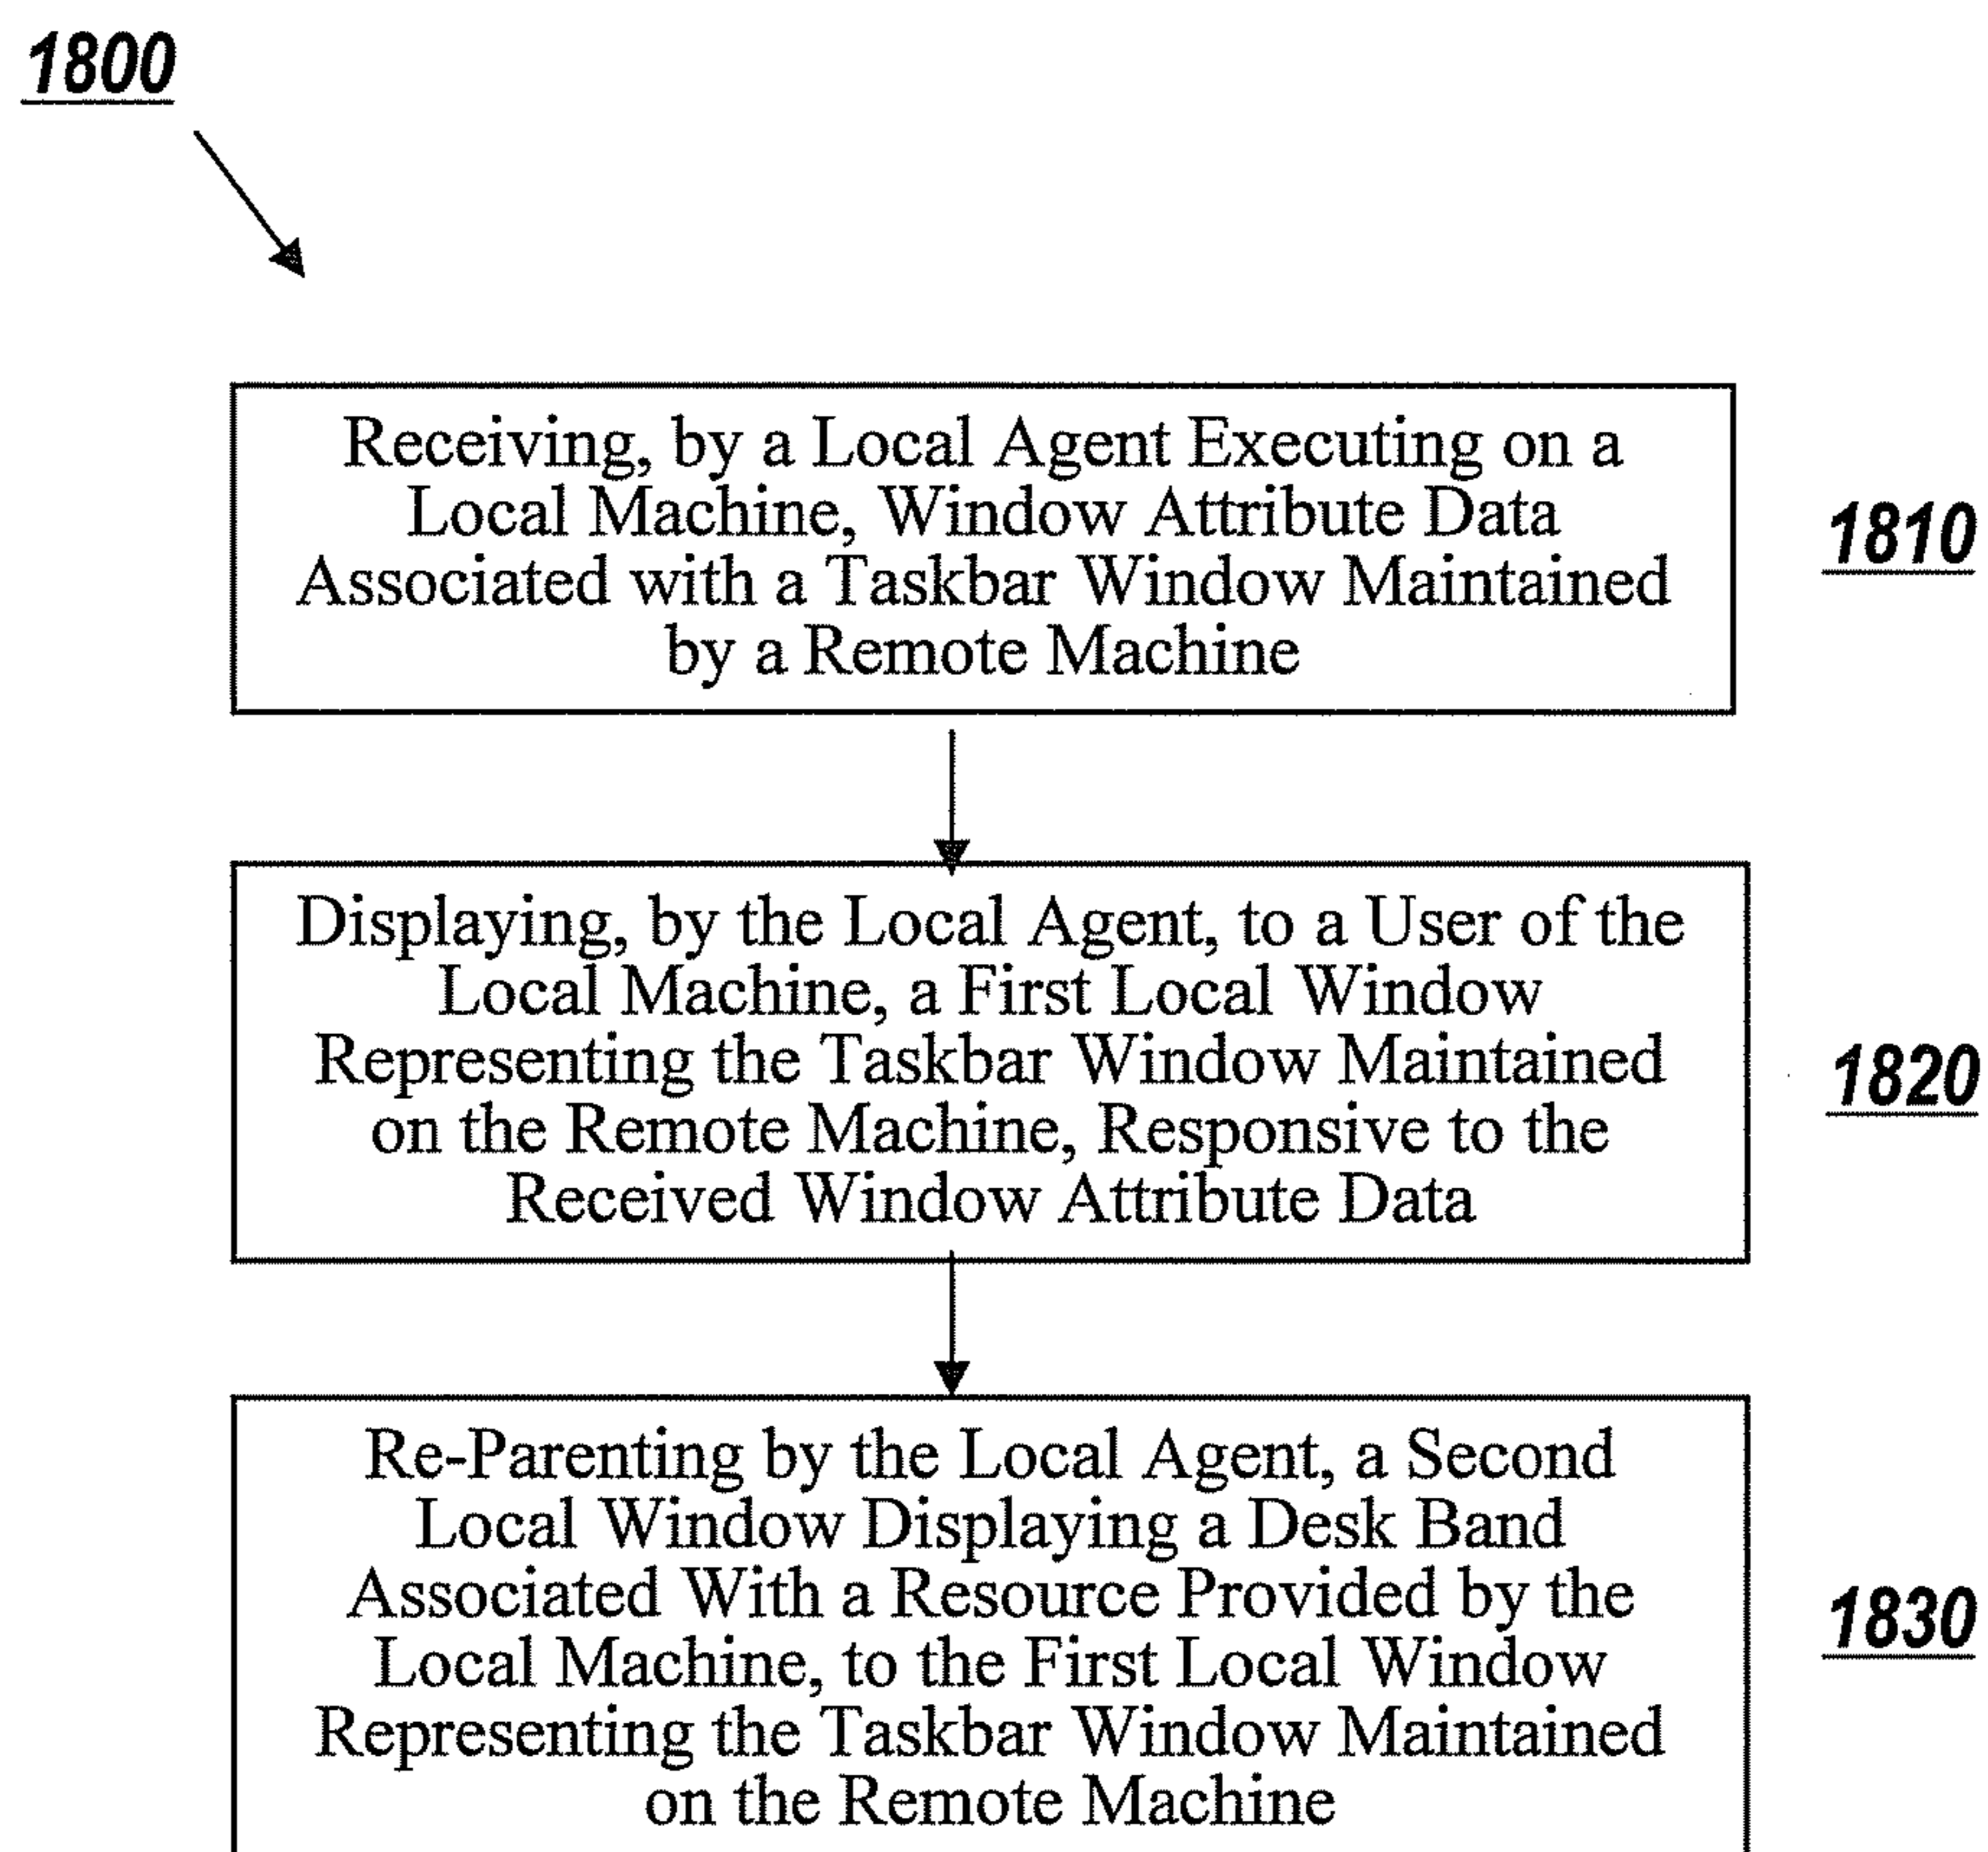 1800
Receiving, by a Local Agent Executing on a
Local Machine, Window Attribute Data
Associated with a Taskbar Window Maintained
by a Remote Machine
1810
Displaying, by the Local Agent, to a User of the
Local Machine, a First Local Window
Representing the Taskbar Window Maintained
on the Remote Machine, Responsive to the
Received Window Attribute Data
1820
Re-Parenting by the Local Agent, a Second
Local Window Displaying a Desk Band
Associated With a Resource Provided by the
Local Machine, to the First Local Window
Representing the Taskbar Window Maintained
on the Remote Machine
1830